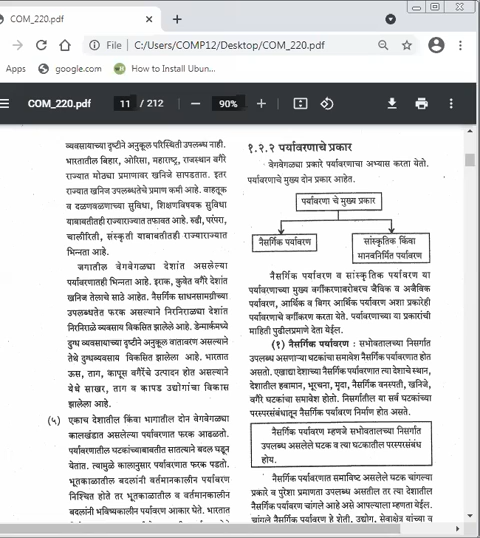 COM_220.pdf
File | C:/Users/COMP12/Desktop/COM_220.pdf
Apps google.com How to Install Ubun...
COM_220.pdf 11 / 212 90%
व्यवसायाच्या दृष्टीने अनुकूल परिस्थिती उपलब्ध नाही.
भारतातील बिहार, ओरिसा, महाराष्ट्र, राजस्थान वगैरे
राज्यात मोठ्या प्रमाणावर खनिजे सापडतात. इतर
राज्यात खनिज उपलब्धतेचे प्रमाण कमी आहे. वाहतूक
व दळणवळणाच्या सुविधा, शिक्षणविषयक सुविधा
याबाबतीतही राज्याराज्यात तफावत आहे. रुढी, परंपरा,
चालीरिती, संस्कृती याबाबतीतही राज्याराज्यात
भिन्नता आहे.
जगातील वेगवेगळ्या देशांत असलेल्या
पर्यावरणातही भिन्नता आहे. इराक, कुवेत वगैरे देशांत
खनिज तेलाचे साठे आहेत. नैसर्गिक साधनसामग्रीच्या
उपलब्धतेत फरक असल्याने निरनिराळ्या देशांत
निरनिराळे व्यवसाय विकसित झालेले आहे. डेन्मार्कमध्ये
दुग्ध व्यवसायाच्या दृष्टीने अनुकूल वातावरण असल्याने
तेथे दुग्धव्यवसाय विकसित झालेला आहे. भारतात
ऊस, ताग, कापूस वगैरेंचे उत्पादन होत असल्याने
येथे साखर, ताग व कापड उद्योगांचा विकास
झालेला आहे.
(५) एकाच देशातील किंवा भागातील दोन वेगवेगळ्या
कालखंडात असलेल्या पर्यावरणात फरक आढळतो.
पर्यावरणातील घटकांच्याबाबतीत सातत्याने बदल घडून
येतात. त्यामुळे कालानुसार पर्यावरणात फरक पडतो.
भूतकाळातील बदलांनी वर्तमानकालीन पर्यावरण
निश्चित होते तर भूतकाळातील व वर्तमानकालीन
बदलांनी भविष्यकालीन पर्यावरण आकार घेते. भारतात
१.२.२ पर्यावरणाचे प्रकार
वेगवेगळ्या प्रकारे पर्यावरणाचा अभ्यास करता येतो.
पर्यावरणाचे मुख्य दोन प्रकार आहेत.
पर्यावरणा चे मुख्य प्रकार
नैसर्गिक पर्यावरण
सांस्कृतिक किंवा
मानवनिर्मित पर्यावरण
नैसर्गिक पर्यावरण व सांस्कृतिक पर्यावरण या
पर्यावरणाच्या मुख्य वर्गीकरणाबरोबरच जैविक व अजैविक
पर्यावरण, आर्थिक व बिगर आर्थिक पर्यावरण अशा प्रकारेही
पर्यावरणाचे वर्गीकरण करता येते. पर्यावरणाच्या या प्रकारांची
माहिती पुढीलप्रमाणे देता येईल.
(१) नैसर्गिक पर्यावरण : सभोवतालच्या निसर्गात
उपलब्ध असणाऱ्या घटकांचा समावेश नैसर्गिक पर्यावरणात होत
असतो. एखाद्या देशाच्या पर्यावरणात त्या देशाचे स्थान,
देशातील हवामान, भूरचना, मृदा, नैसर्गिक वनस्पती, खनिजे,
वगैरे घटकांचा समावेश होतो. निसर्गातील या सर्व घटकांच्या
परस्परसंबंधातून नैसर्गिक पर्यावरण निर्माण होत असते.
नैसर्गिक पर्यावरण म्हणजे सभोवतालच्या निसर्गात
उपलब्ध असलेले घटक व त्या घटकातील परस्परसंबंध
होय.
नैसर्गिक पर्यावरणात समाविष्ट असलेले घटक चांगल्या
प्रकारे व पुरेशा प्रमाणता उपलब्ध असतील तर त्या देशातील
नैसर्गिक पर्यावरण चांगले आहे असे आपल्याला म्हणता येईल.
चांगले नैसर्गिक पर्यावरण हे शेती, उद्योग, सेवाक्षेत्र यांच्या व